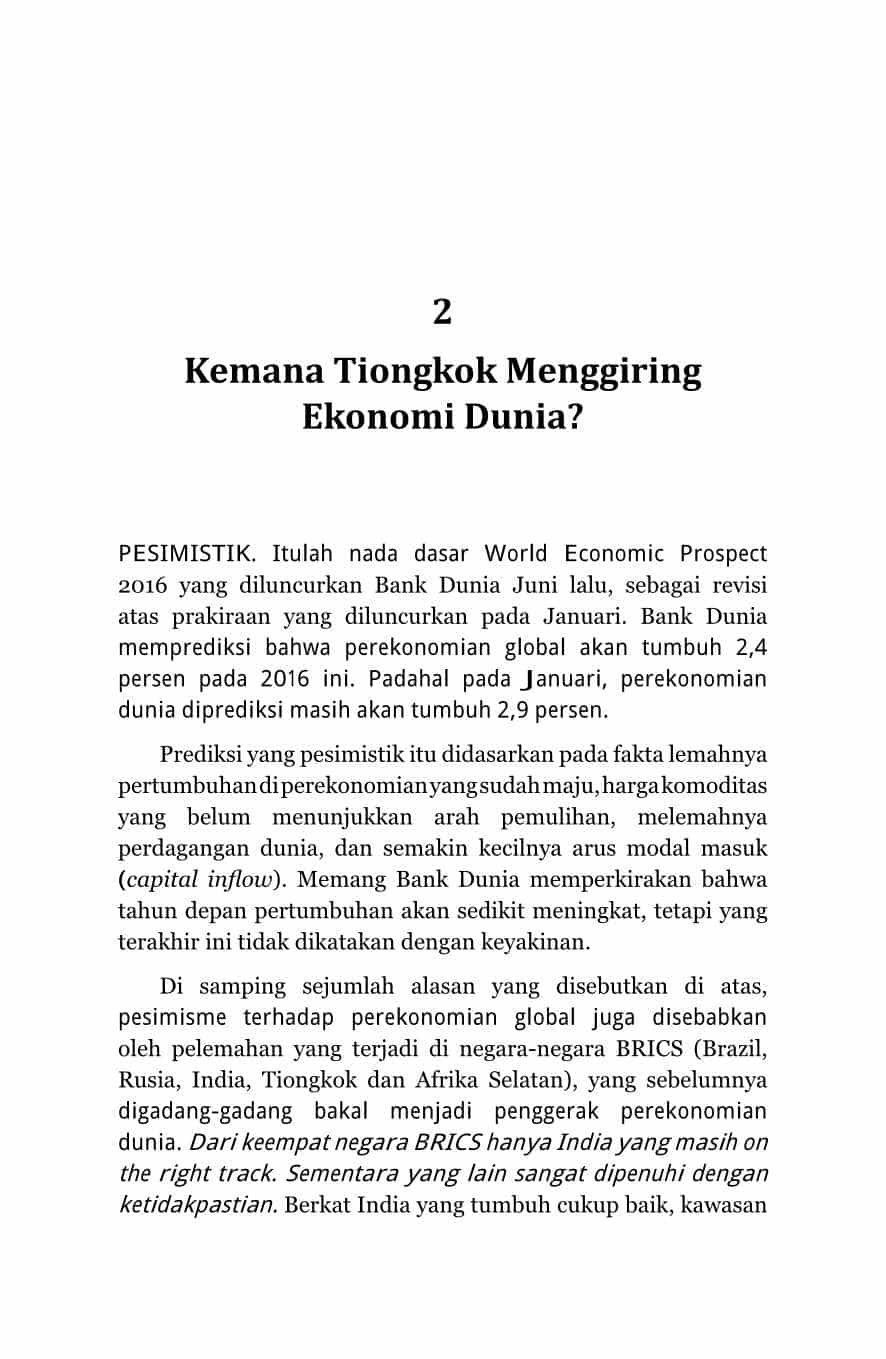 2
Kemana Tiongkok Menggiring
Ekonomi Dunia?
PESIMISTIK. Itulah nada dasar World Economic Prospect
2016 yang diluncurkan Bank Dunia Juni lalu, sebagai revisi
atas prakiraan yang diluncurkan pada Januari. Bank Dunia
memprediksi bahwa perekonomian global akan tumbuh 2,4
persen pada 2016 ini. Padahal pada Januari, perekonomian
dunia diprediksi masih akan tumbuh 2,9 persen.
Prediksi yang pesimistik itu didasarkan pada fakta lemahnya
pertumbuhan di perekonomian yang sudah maju, harga komoditas
yang belum menunjukkan arah pemulihan, melemahnya
perdagangan dunia, dan semakin kecilnya arus modal masuk
(capital inflow). Memang Bank Dunia memperkirakan bahwa
tahun depan pertumbuhan akan sedikit meningkat, tetapi yang
terakhir ini tidak dikatakan dengan keyakinan.
Di samping sejumlah alasan yang disebutkan di atas,
pesimisme terhadap perekonomian global juga disebabkan
oleh pelemahan yang terjadi di negara-negara BRICS (Brazil,
Rusia, India, Tiongkok dan Afrika Selatan), yang sebelumnya
digadang-gadang bakal menjadi penggerak perekonomian
dunia. Dari keempat negara BRICS hanya India yang masih on
the right track. Sementara yang lain sangat dipenuhi dengan
ketidakpastian. Berkat India yang tumbuh cukup baik, kawasan